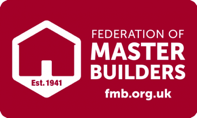 FEDERATION OF
MASTER
BUILDERS
Est. 1941
fmb.org.uk